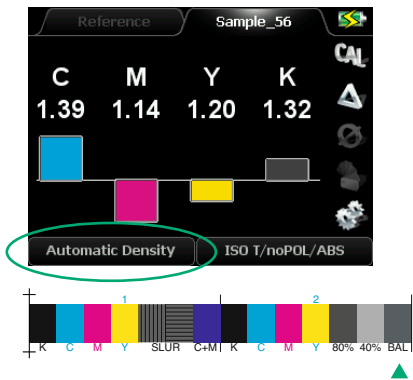 Reference Sample_56
CAL
C M Y K
1.39 1.14 1.20 1.32
Automatic Density ISO T/noPOL/ABS
1 2
K C M Y SLUR C+M K C M Y 80% 40% BAL